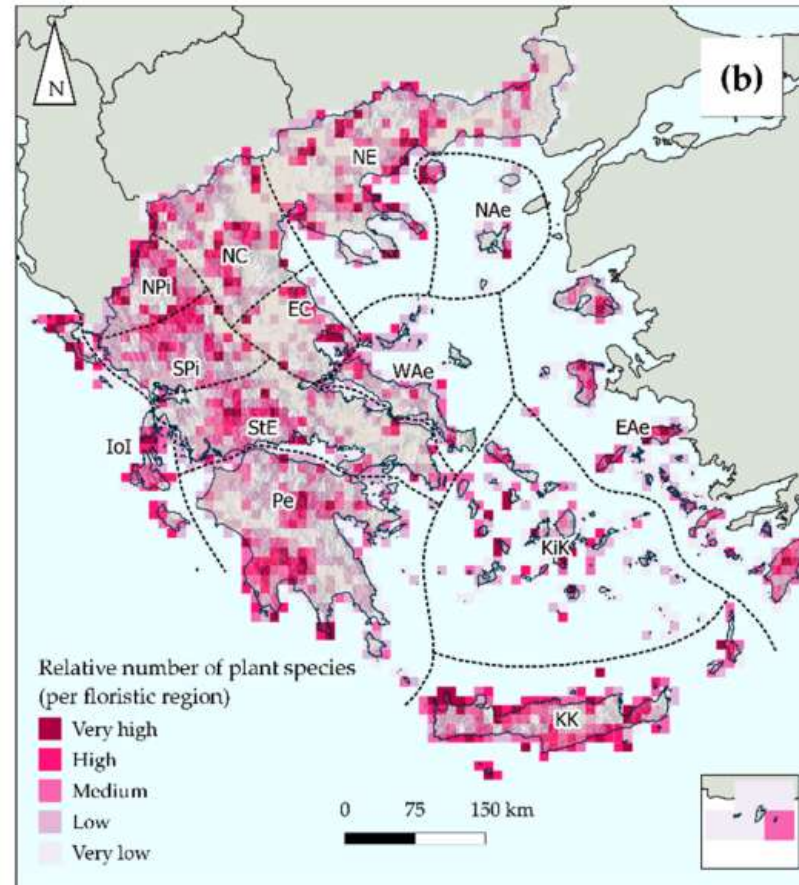 (b)
N
NE
NAe
NC
NPi
EC
SPi
WAe
StE
EAe
IoI
Pe
KiK
KK
Relative number of plant species
(per floristic region)
Very high
High
Medium
Low
Very low
0 75 150 km